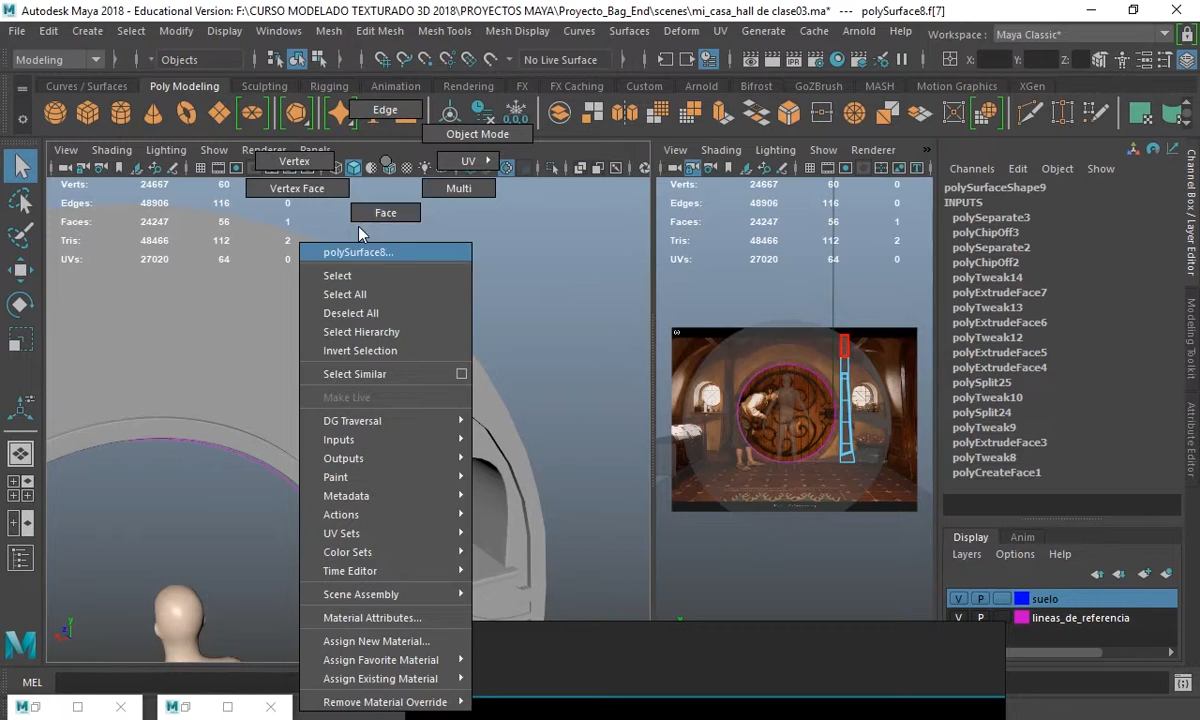 Autodesk Maya 2018 - Educational Version: F:\CURSO MODELADO TEXTURADO 3D 2018\PROYECTOS MAYA\Proyecto_Bag_End\scenes\mi_casa_hall de clase03.ma* --- polySurface8.f[7]
File Edit Create Select Modify Display Windows Mesh Edit Mesh Mesh Tools Mesh Display Curves Surfaces Deform UV Generate Cache Arnold Help Workspace : Maya Classic*
Modeling Objects No Live Surface X: Y: Z:
Curves / Surfaces Poly Modeling Sculpting Rigging Animation Rendering FX FX Caching Custom Arnold Bifrost GoZBrush MASH Motion Graphics XGen
Edge
Object Mode
Vertex UV
Vertex Face Multi
Face
View Shading Lighting Show Renderer Panels
Verts: 24667 60
Edges: 48906 116 0
Faces: 24247 112 1
Tris: 48466 112 2
UVs: 27020 64 0
polySurface8...
Select
Select All
Deselect All
Select Hierarchy
Invert Selection
Select Similar
Make Live
DG Traversal
Inputs
Outputs
Paint
Metadata
Actions
UV Sets
Color Sets
Time Editor
Scene Assembly
Material Attributes...
Assign New Material...
Assign Favorite Material
Assign Existing Material
Remove Material Override
View Shading Lighting Show Renderer
Verts: 24667 60 0
Edges: 48906 116 0
Faces: 24247 60 1
Tris: 48466 112 2
UVs: 27020 64 0
Channels Edit Object Show
polySurfaceShape9
INPUTS
polySeparate3
polyChipOff3
polySeparate2
polyChipOff2
polyTweak14
polyExtrudeFace7
polyTweak13
polyExtrudeFace6
polyTweak12
polyExtrudeFace5
polyExtrudeFace4
polySplit25
polyTweak10
polySplit24
polyTweak9
polyExtrudeFace3
polyTweak8
polyCreateFace1
Display Anim
Layers Options Help
V P suelo
V P lineas_de_referencia
Channel Box / Layer Editor
Modeling Toolkit
Attribute Editor
MEL